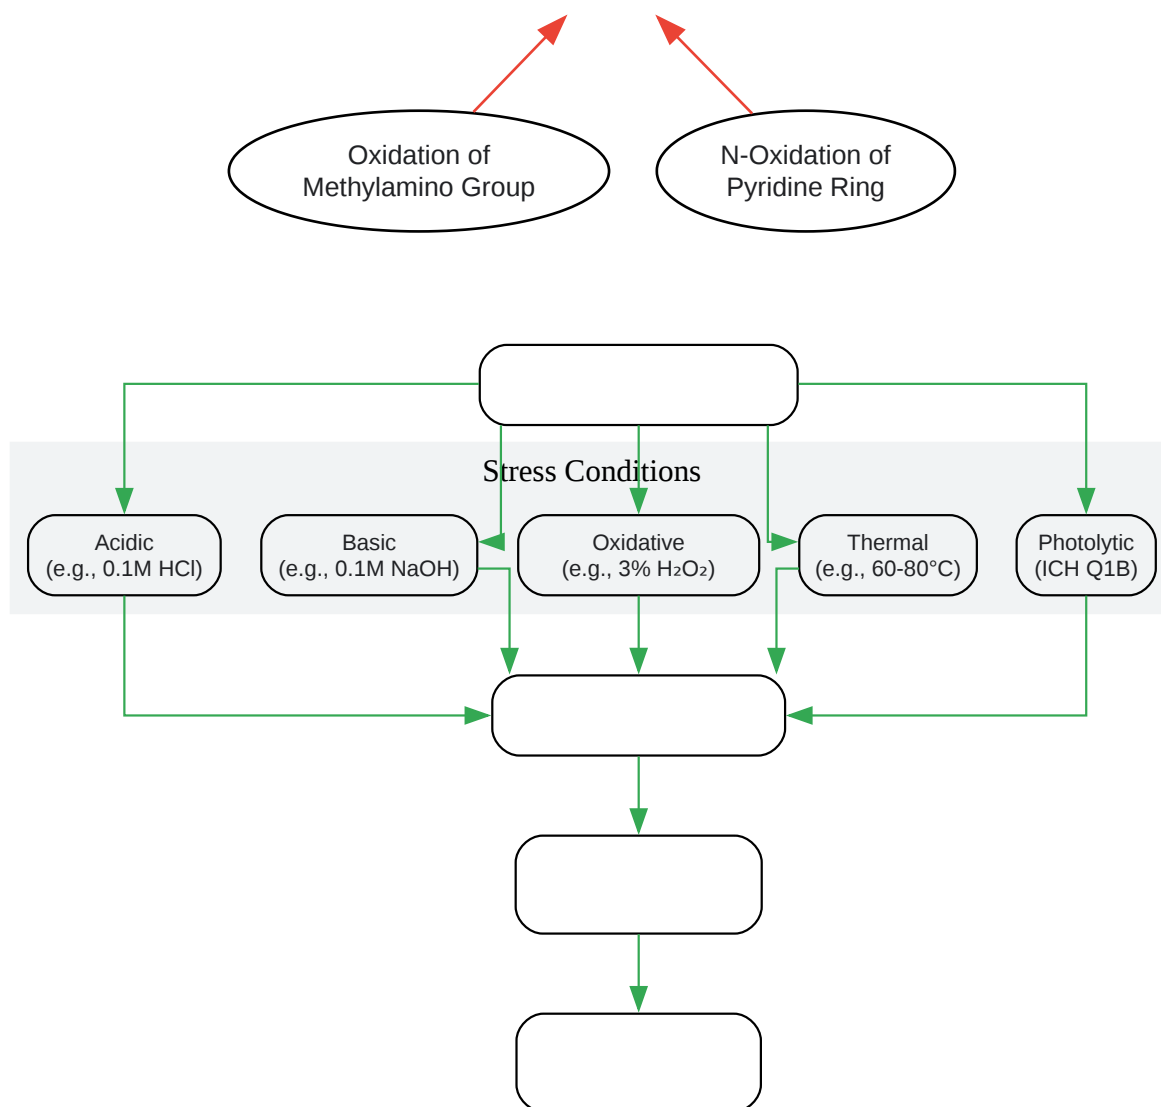 Oxidation of
Methylamino Group
N-Oxidation of
Pyridine Ring
Stress Conditions
Acidic
(e.g., 0.1M HCl)
Basic
(e.g., 0.1M NaOH)
Oxidative
(e.g., 3% H₂O₂)
Thermal
(e.g., 60-80°C)
Photolytic
(ICH Q1B)